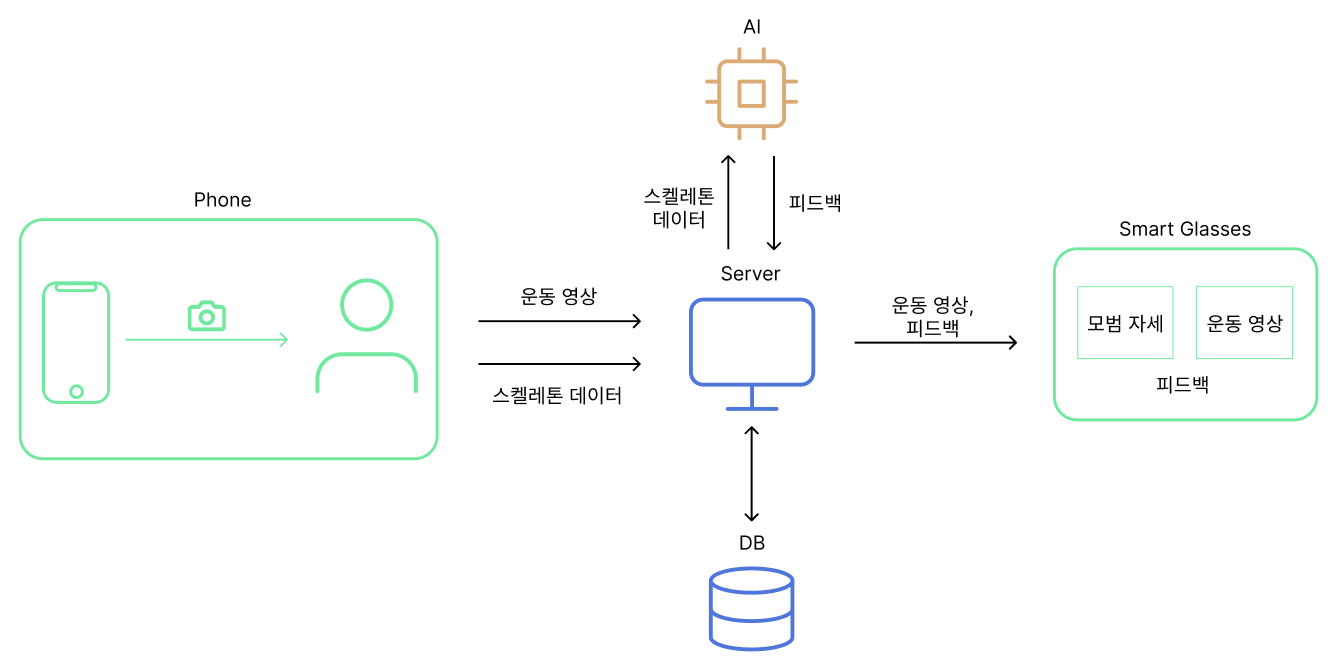 AI
스켈레톤
데이터
피드백
Phone
Server
Smart Glasses
운동 영상
스켈레톤 데이터
운동 영상,
피드백
모범 자세
운동 영상
피드백
DB